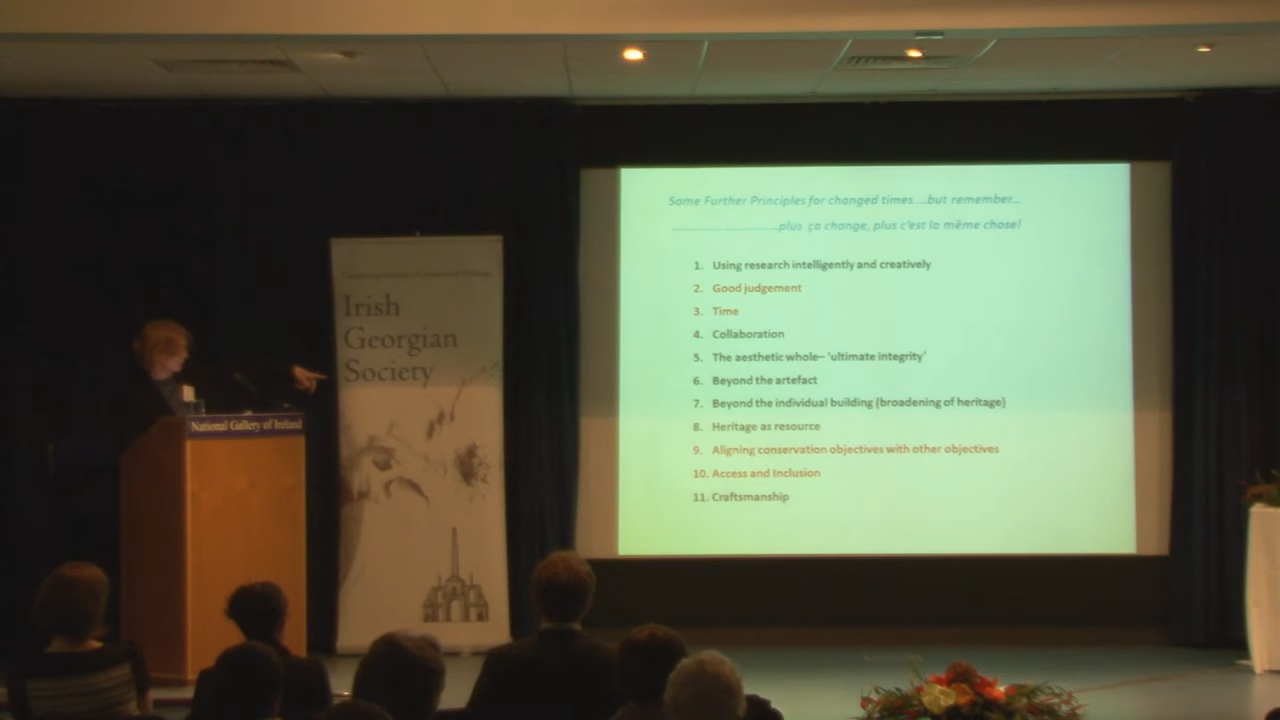 Some Further Principles for changed times....but remember...
............................plus ça change, plus c'est la même chose!
1. Using research intelligently and creatively
2. Good judgement
3. Time
4. Collaboration
5. The aesthetic whole– 'ultimate integrity'
6. Beyond the artefact
7. Beyond the individual building (broadening of heritage)
8. Heritage as resource
9. Aligning conservation objectives with other objectives
10. Access and Inclusion
11. Craftsmanship
Irish
Georgian
Society
National Gallery of Ireland